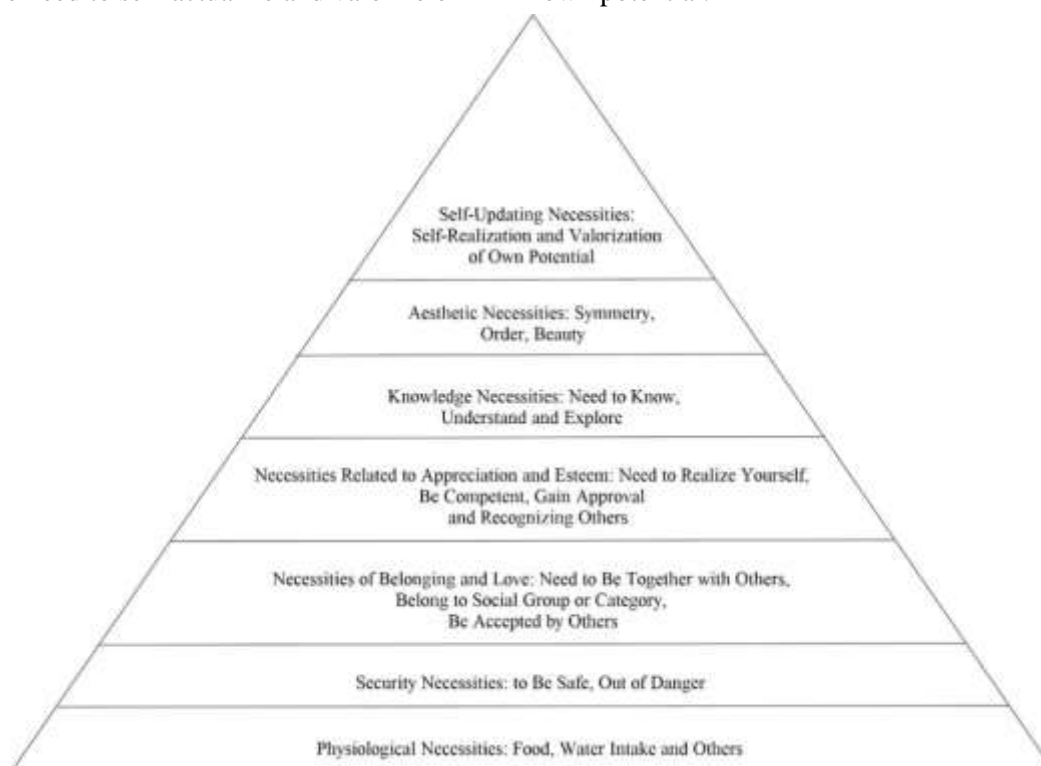 Self-Updating Necessities:
Self-Realization and Valorization
of Own Potential
Aesthetic Necessities: Symmetry,
Order, Beauty
Knowledge Necessities: Need to Know,
Understand and Explore
Necessities Related to Appreciation and Esteem: Need to Realize Yourself,
Be Competent, Gain Approval
and Recognizing Others
Necessities of Belonging and Love: Need to Be Together with Others,
Belong to Social Group or Category,
Be Accepted by Others
Security Necessities: to Be Safe, Out of Danger
Physiological Necessities: Food, Water Intake and Others